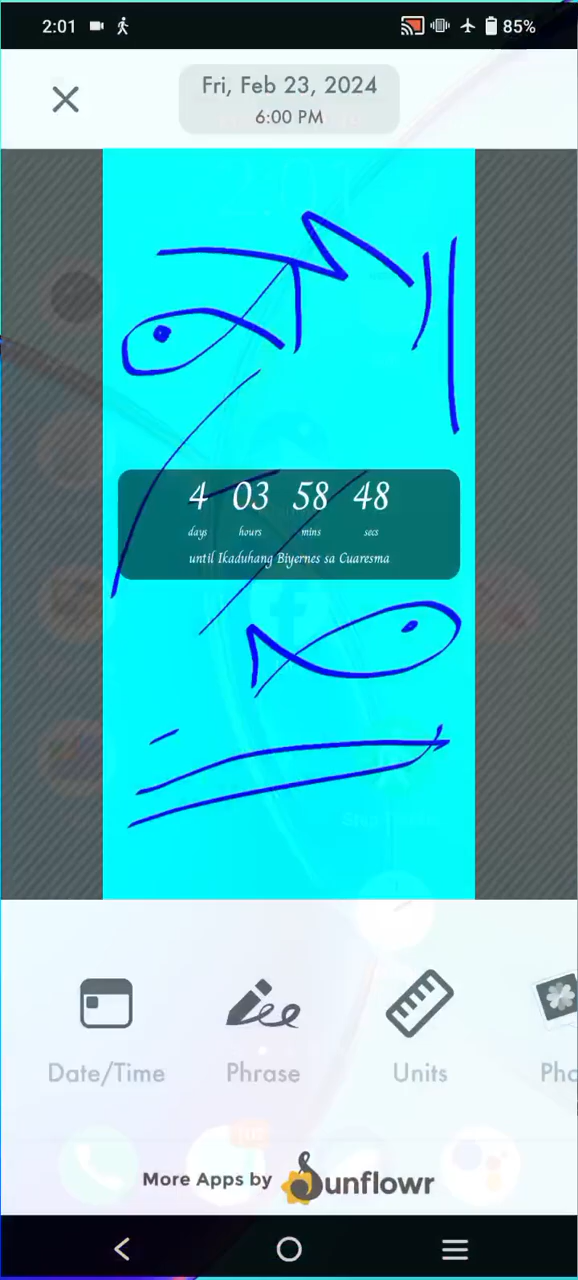 2:01
85%
Fri, Feb 23, 2024
6:00 PM
4 03 58 48
days hours mins secs
until Ikaduhang Biyernes sa Cuaresma
Date/Time Phrase Units Pho
More Apps by Sunflowr